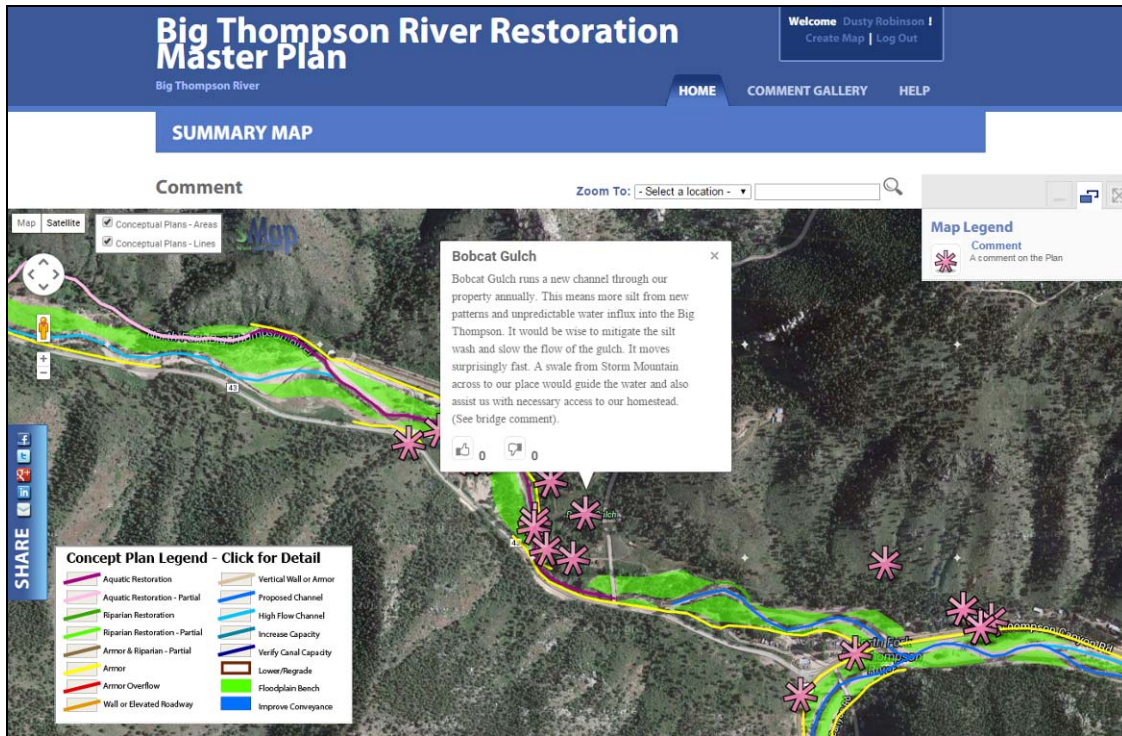 Big Thompson River Restoration
Master Plan
Big Thompson River
Welcome Dusty Robinson !
Create Map | Log Out
HOME
COMMENT GALLERY
HELP
SUMMARY MAP
Comment
Zoom To:
- Select a location -
Map
Satellite
Conceptual Plans - Areas
Conceptual Plans - Lines
Map Legend
Comment
A comment on the Plan
Bobcat Gulch
Bobcat Gulch runs a new channel through our
property annually. This means more silt from new
patterns and unpredictable water influx into the Big
Thompson. It would be wise to mitigate the silt
wash and slow the flow of the gulch. It moves
surprisingly fast. A swale from Storm Mountain
across to our place would guide the water and also
assist us with necessary access to our homestead.
(See bridge comment).
0
0
43
SHARE
Concept Plan Legend - Click for Detail
Aquatic Restoration
Aquatic Restoration - Partial
Riparian Restoration
Riparian Restoration - Partial
Armor & Riparian - Partial
Armor
Armor Overflow
Wall or Elevated Roadway
Vertical Wall or Armor
Proposed Channel
High Flow Channel
Increase Capacity
Verify Canal Capacity
Lower/Regrade
Floodplain Bench
Improve Conveyance